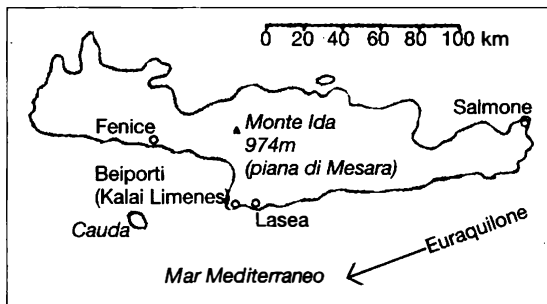 0 20 40 60 80 100 km
Salmone
Fenice
Monte Ida
974m
(piana di Mesara)
Beiporti
(Kalai Limenes)
Lasea
Cauda
Euraquilone
Mar Mediterraneo